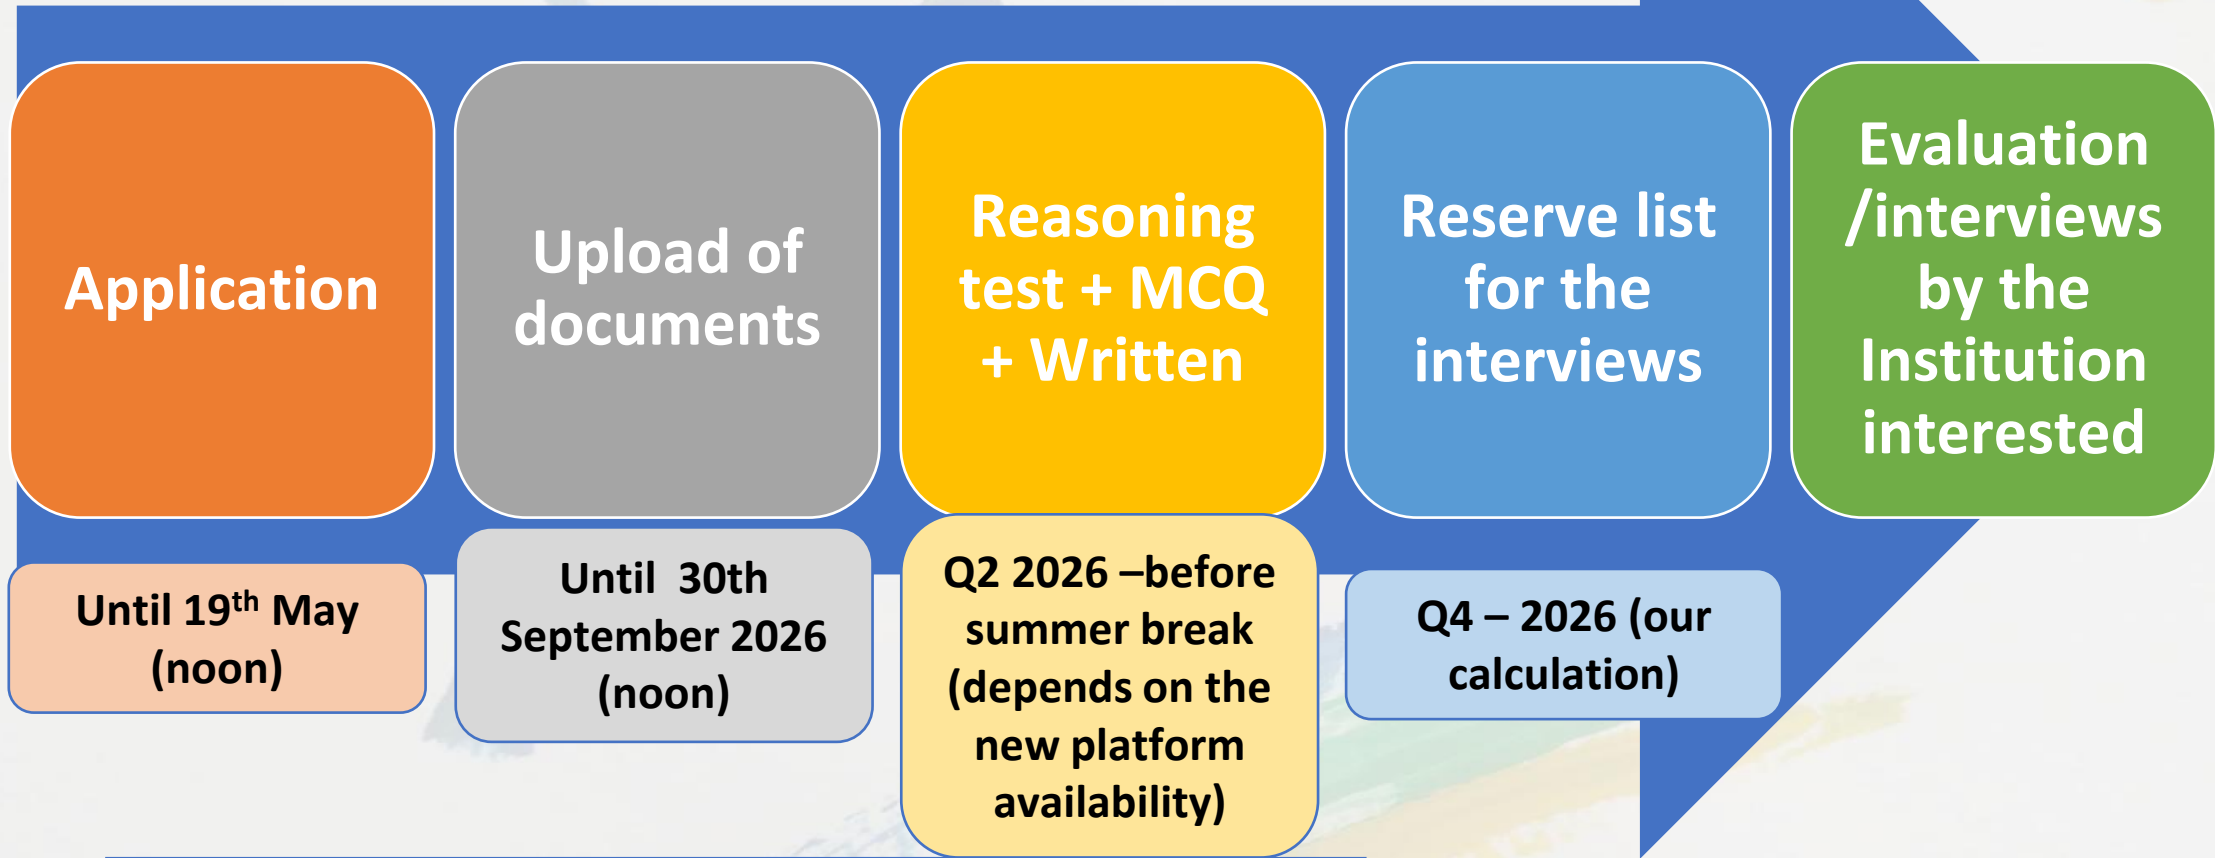 Application
Upload of
documents
Reasoning
test + MCQ
+ Written
Reserve list
for the
interviews
Evaluation
/interviews
by the
Institution
interested
Until 19th May
(noon)
Until 30th
September 2026
(noon)
Q2 2026 –before
summer break
(depends on the
new platform
availability)
Q4 – 2026 (our
calculation)